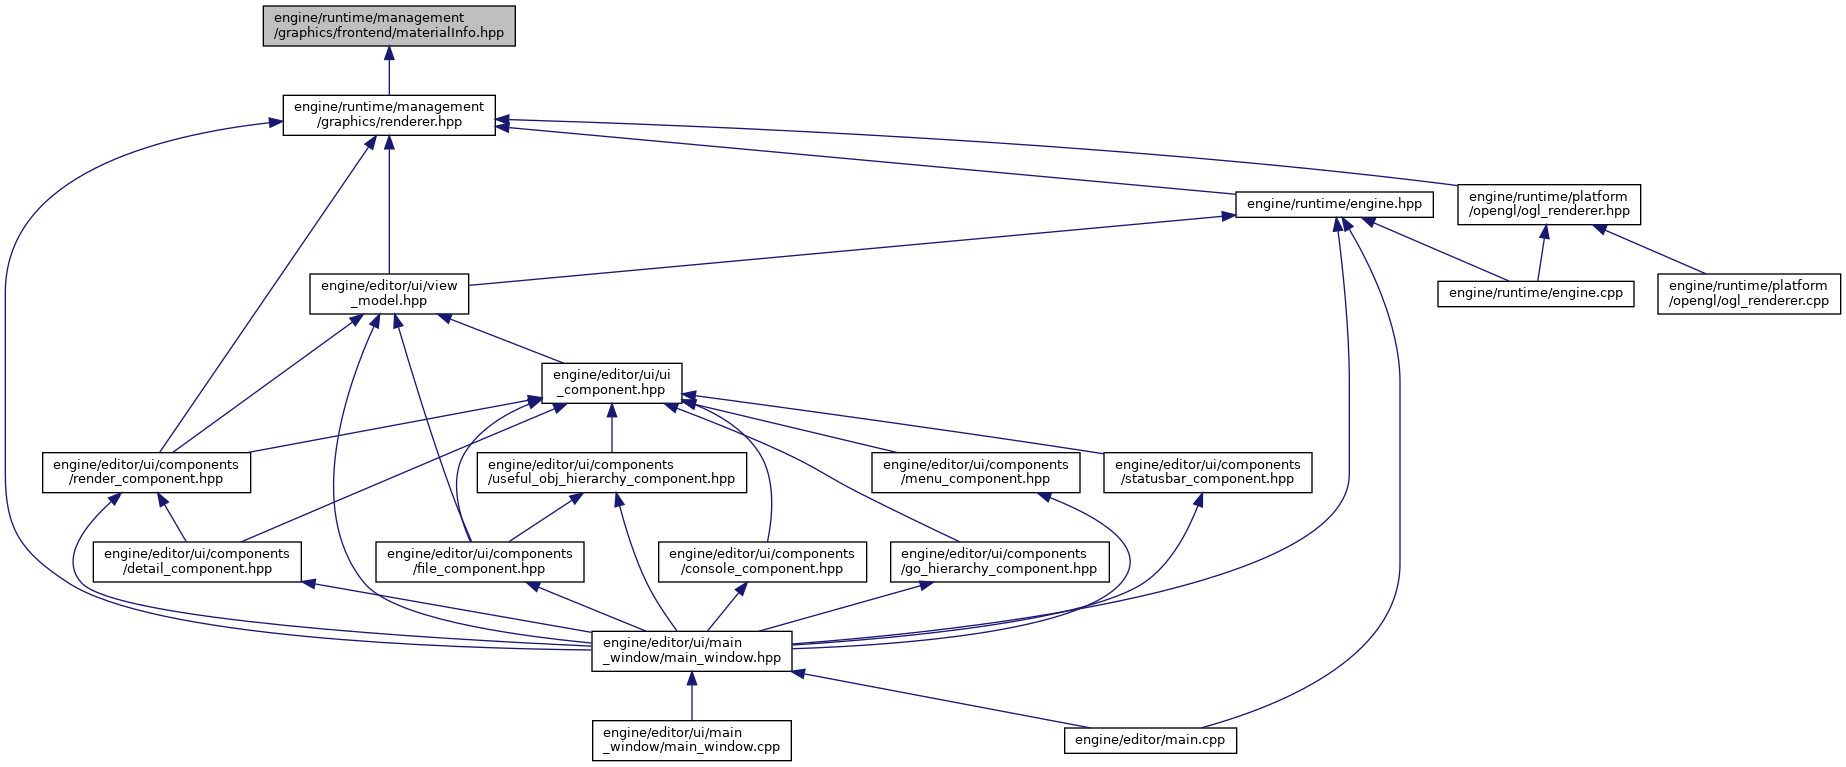 engine/runtime/management
/graphics/frontend/materialInfo.hpp
engine/runtime/management
/graphics/renderer.hpp
engine/runtime/engine.hpp
engine/runtime/platform
/opengl/ogl_renderer.hpp
engine/editor/ui/view
_model.hpp
engine/runtime/engine.cpp
engine/runtime/platform
/opengl/ogl_renderer.cpp
engine/editor/ui/ui
_component.hpp
engine/editor/ui/components
/render_component.hpp
engine/editor/ui/components
/useful_obj_hierarchy_component.hpp
engine/editor/ui/components
/menu_component.hpp
engine/editor/ui/components
/statusbar_component.hpp
engine/editor/ui/components
/detail_component.hpp
engine/editor/ui/components
/file_component.hpp
engine/editor/ui/components
/console_component.hpp
engine/editor/ui/components
/go_hierarchy_component.hpp
engine/editor/ui/main
_window/main_window.hpp
engine/editor/ui/main
_window/main_window.cpp
engine/editor/main.cpp